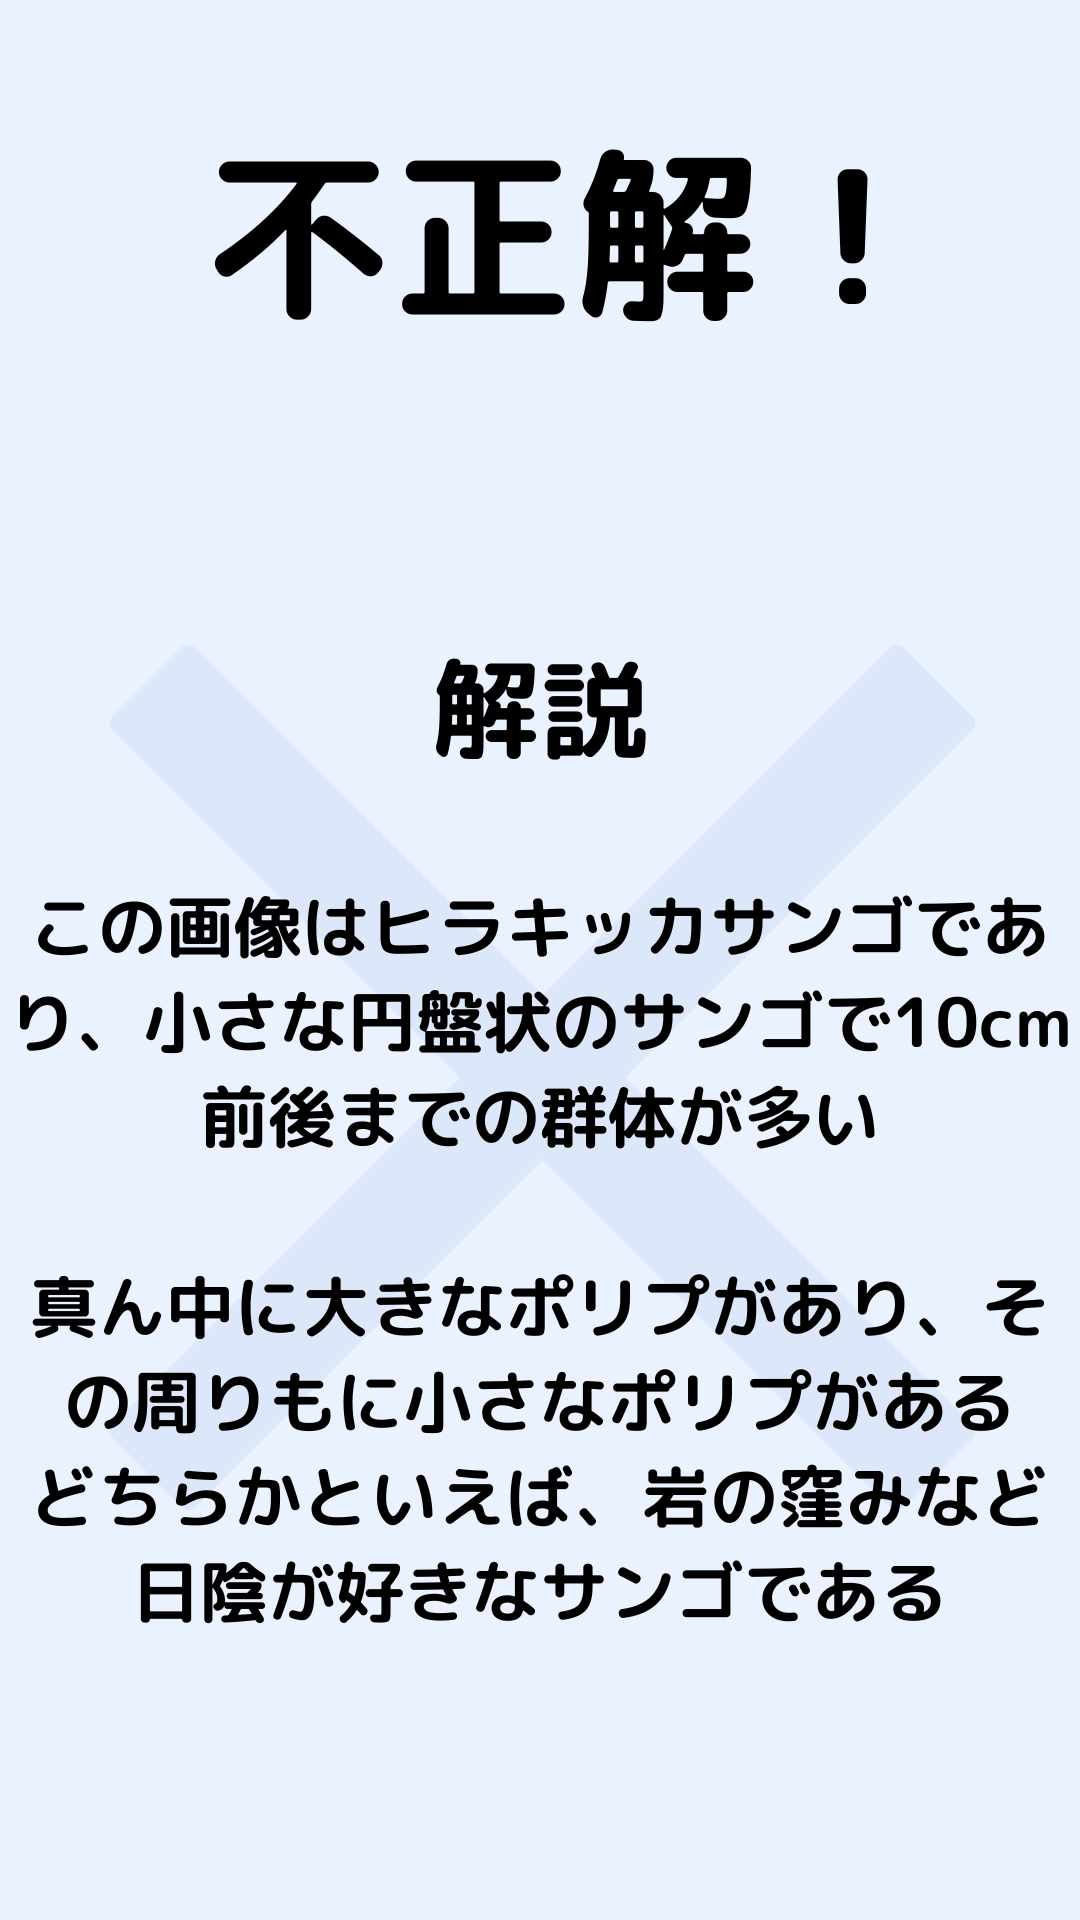 不正解！
解説
この画像はヒラキッカサンゴであ
り、小さな円盤状のサンゴで10cm
前後までの群体が多い
真ん中に大きなポリプがあり、そ
の周りもに小さなポリプがある
どちらかといえば、岩の窪みなど
日陰が好きなサンゴである